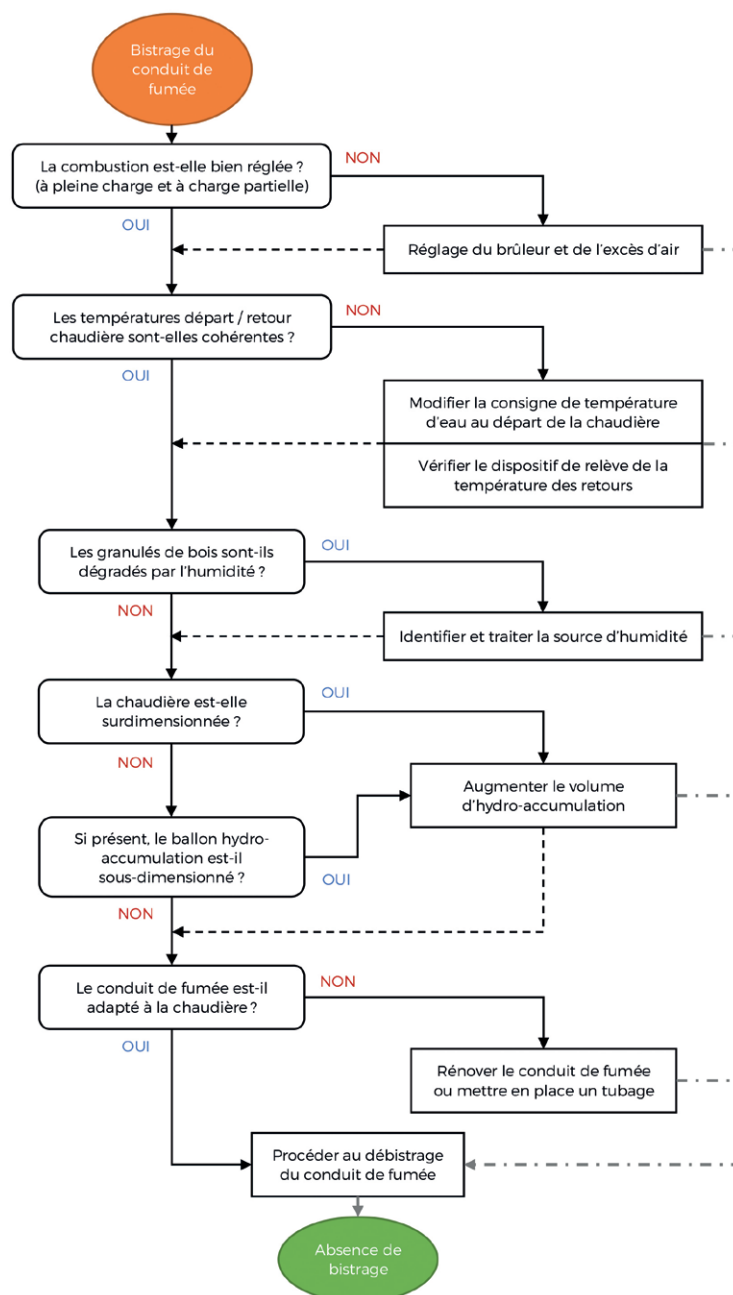 Bistrage du
conduit de
fumée
La combustion est-elle bien réglée ?
(à pleine charge et à charge partielle)
NON
OUI
Réglage du brûleur et de l'excès d'air
Les températures départ / retour
chaudière sont-elles cohérentes ?
NON
OUI
Modifier la consigne de température
d'eau au départ de la chaudière
Vérifier le dispositif de relève de la
température des retours
Les granulés de bois sont-ils
dégradés par l'humidité ?
OUI
NON
Identifier et traiter la source d'humidité
La chaudière est-elle
surdimensionnée ?
OUI
NON
Augmenter le volume
d'hydro-accumulation
Si présent, le ballon hydro-
accumulation est-il
sous-dimensionné ?
OUI
NON
Le conduit de fumée est-il
adapté à la chaudière ?
NON
OUI
Rénover le conduit de fumée
ou mettre en place un tubage
Procéder au débistrage
du conduit de fumée
Absence de
bistrage